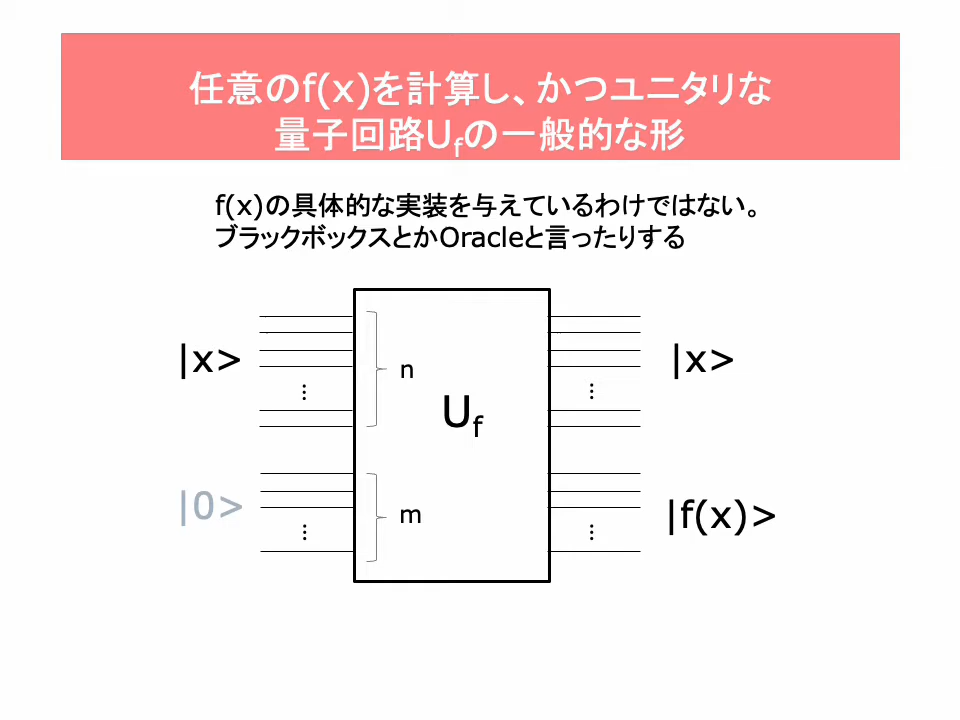 任意のf(x)を計算し、かつユニタリな
量子回路Ufの一般的な形
f(x)の具体的な実装を与えているわけではない。
ブラックボックスとかOracleと言ったりする
|x>
n
Uf
|x>
|0>
m
|f(x)>